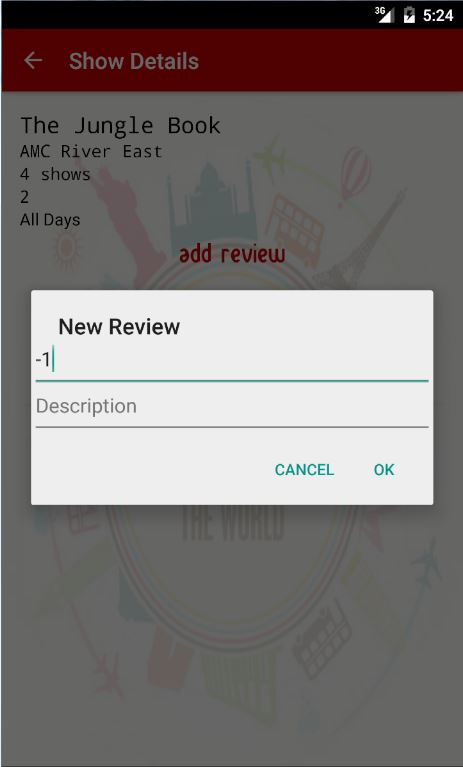 3G 5:24
Show Details
The Jungle Book
AMC River East
4 shows
2
All Days
add review
New Review
-1
Description
CANCEL OK
THE WORLD